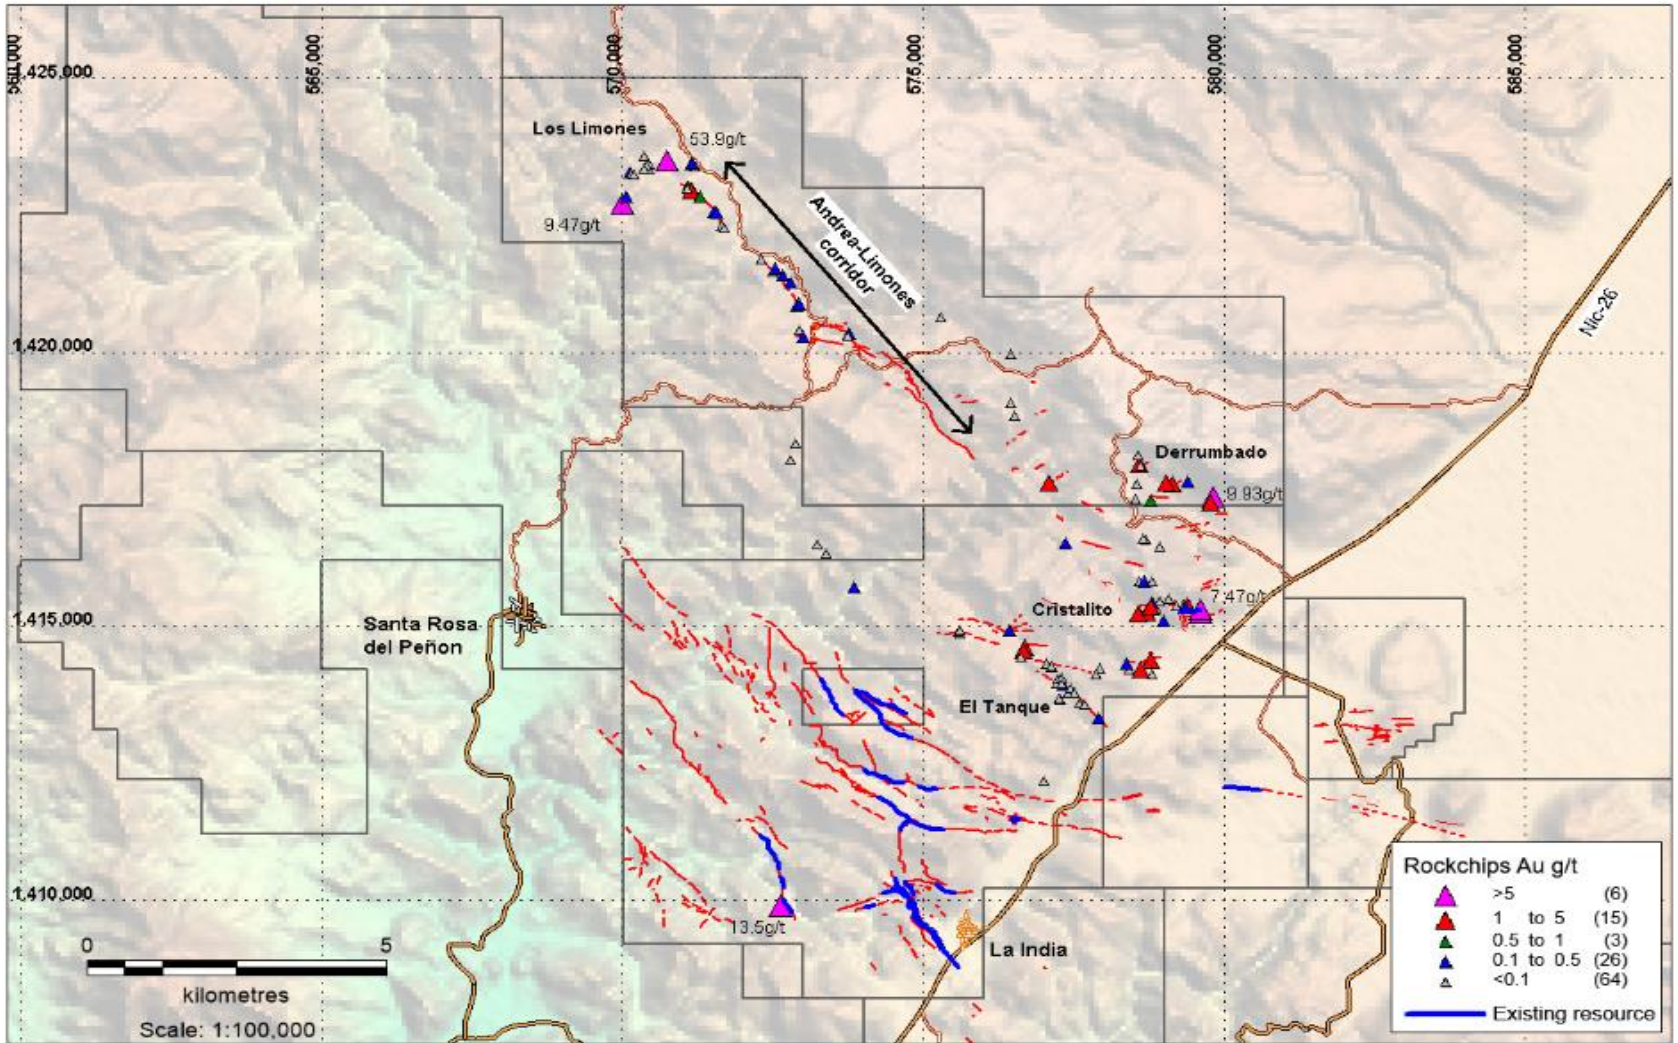 560,000
565,000
570,000
575,000
580,000
585,000
1,425,000
Los Limones
53.9g/t
9.47g/t
Andrea-Limones
corridor
Nic-26
1,420,000
Derrumbado
9.93g/t
7.47g/t
Cristalito
1,415,000
Santa Rosa
del Peñon
El Tanque
1,410,000
13.5g/t
La India
0 5
kilometres
Scale: 1:100,000
Rockchips Au g/t
>5 (6)
1 to 5 (15)
0.5 to 1 (3)
0.1 to 0.5 (26)
<0.1 (64)
Existing resource